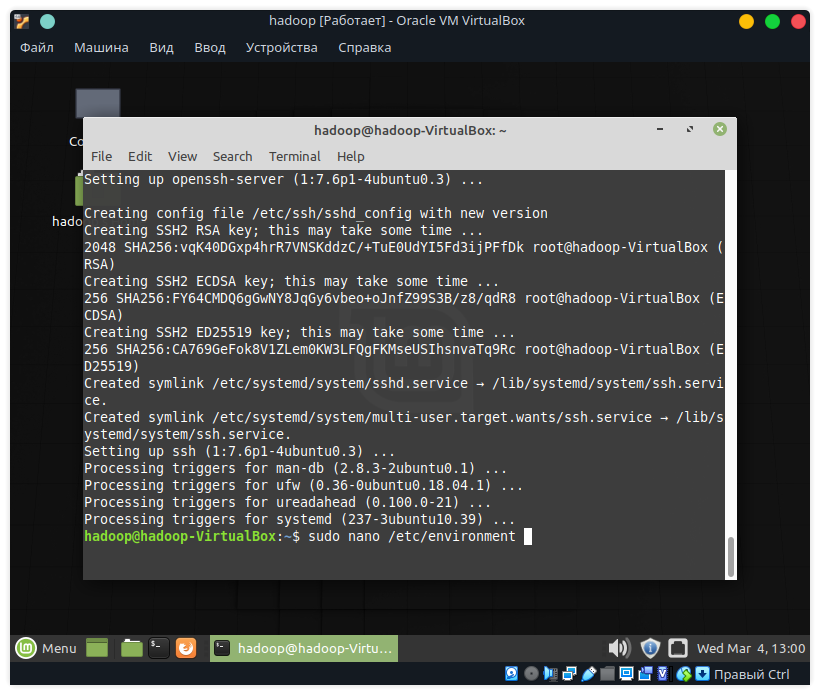 hadoop [Работает] - Oracle VM VirtualBox
Файл Машина Вид Ввод Устройства Справка
Co
hado
hadoop@hadoop-VirtualBox: ~
File Edit View Search Terminal Help
Setting up openssh-server (1:7.6p1-4ubuntu0.3) ...
Creating config file /etc/ssh/sshd_config with new version
Creating SSH2 RSA key; this may take some time ...
2048 SHA256:vqK40DGxp4hrR7VNSKddzC/+TuE0UdYI5Fd3ijPFfDk root@hadoop-VirtualBox (
RSA)
Creating SSH2 ECDSA key; this may take some time ...
256 SHA256:FY64CMDQ6gGwNY8JqGy6vbeo+oJnfZ99S3B/z8/qdR8 root@hadoop-VirtualBox (E
CDSA)
Creating SSH2 ED25519 key; this may take some time ...
256 SHA256:CA769GeFok8V1ZLem0KW3LFQgFKMseUSIhsnvaTq9Rc root@hadoop-VirtualBox (E
D25519)
Created symlink /etc/systemd/system/sshd.service → /lib/systemd/system/ssh.servi
ce.
Created symlink /etc/systemd/system/multi-user.target.wants/ssh.service → /lib/s
ystemd/system/ssh.service.
Setting up ssh (1:7.6p1-4ubuntu0.3) ...
Processing triggers for man-db (2.8.3-2ubuntu0.1) ...
Processing triggers for ufw (0.36-0ubuntu0.18.04.1) ...
Processing triggers for ureadahead (0.100.0-21) ...
Processing triggers for systemd (237-3ubuntu10.39) ...
hadoop@hadoop-VirtualBox:~$ sudo nano /etc/environment
Menu hadoop@hadoop-Virtu... Wed Mar 4, 13:00
Правый Ctrl